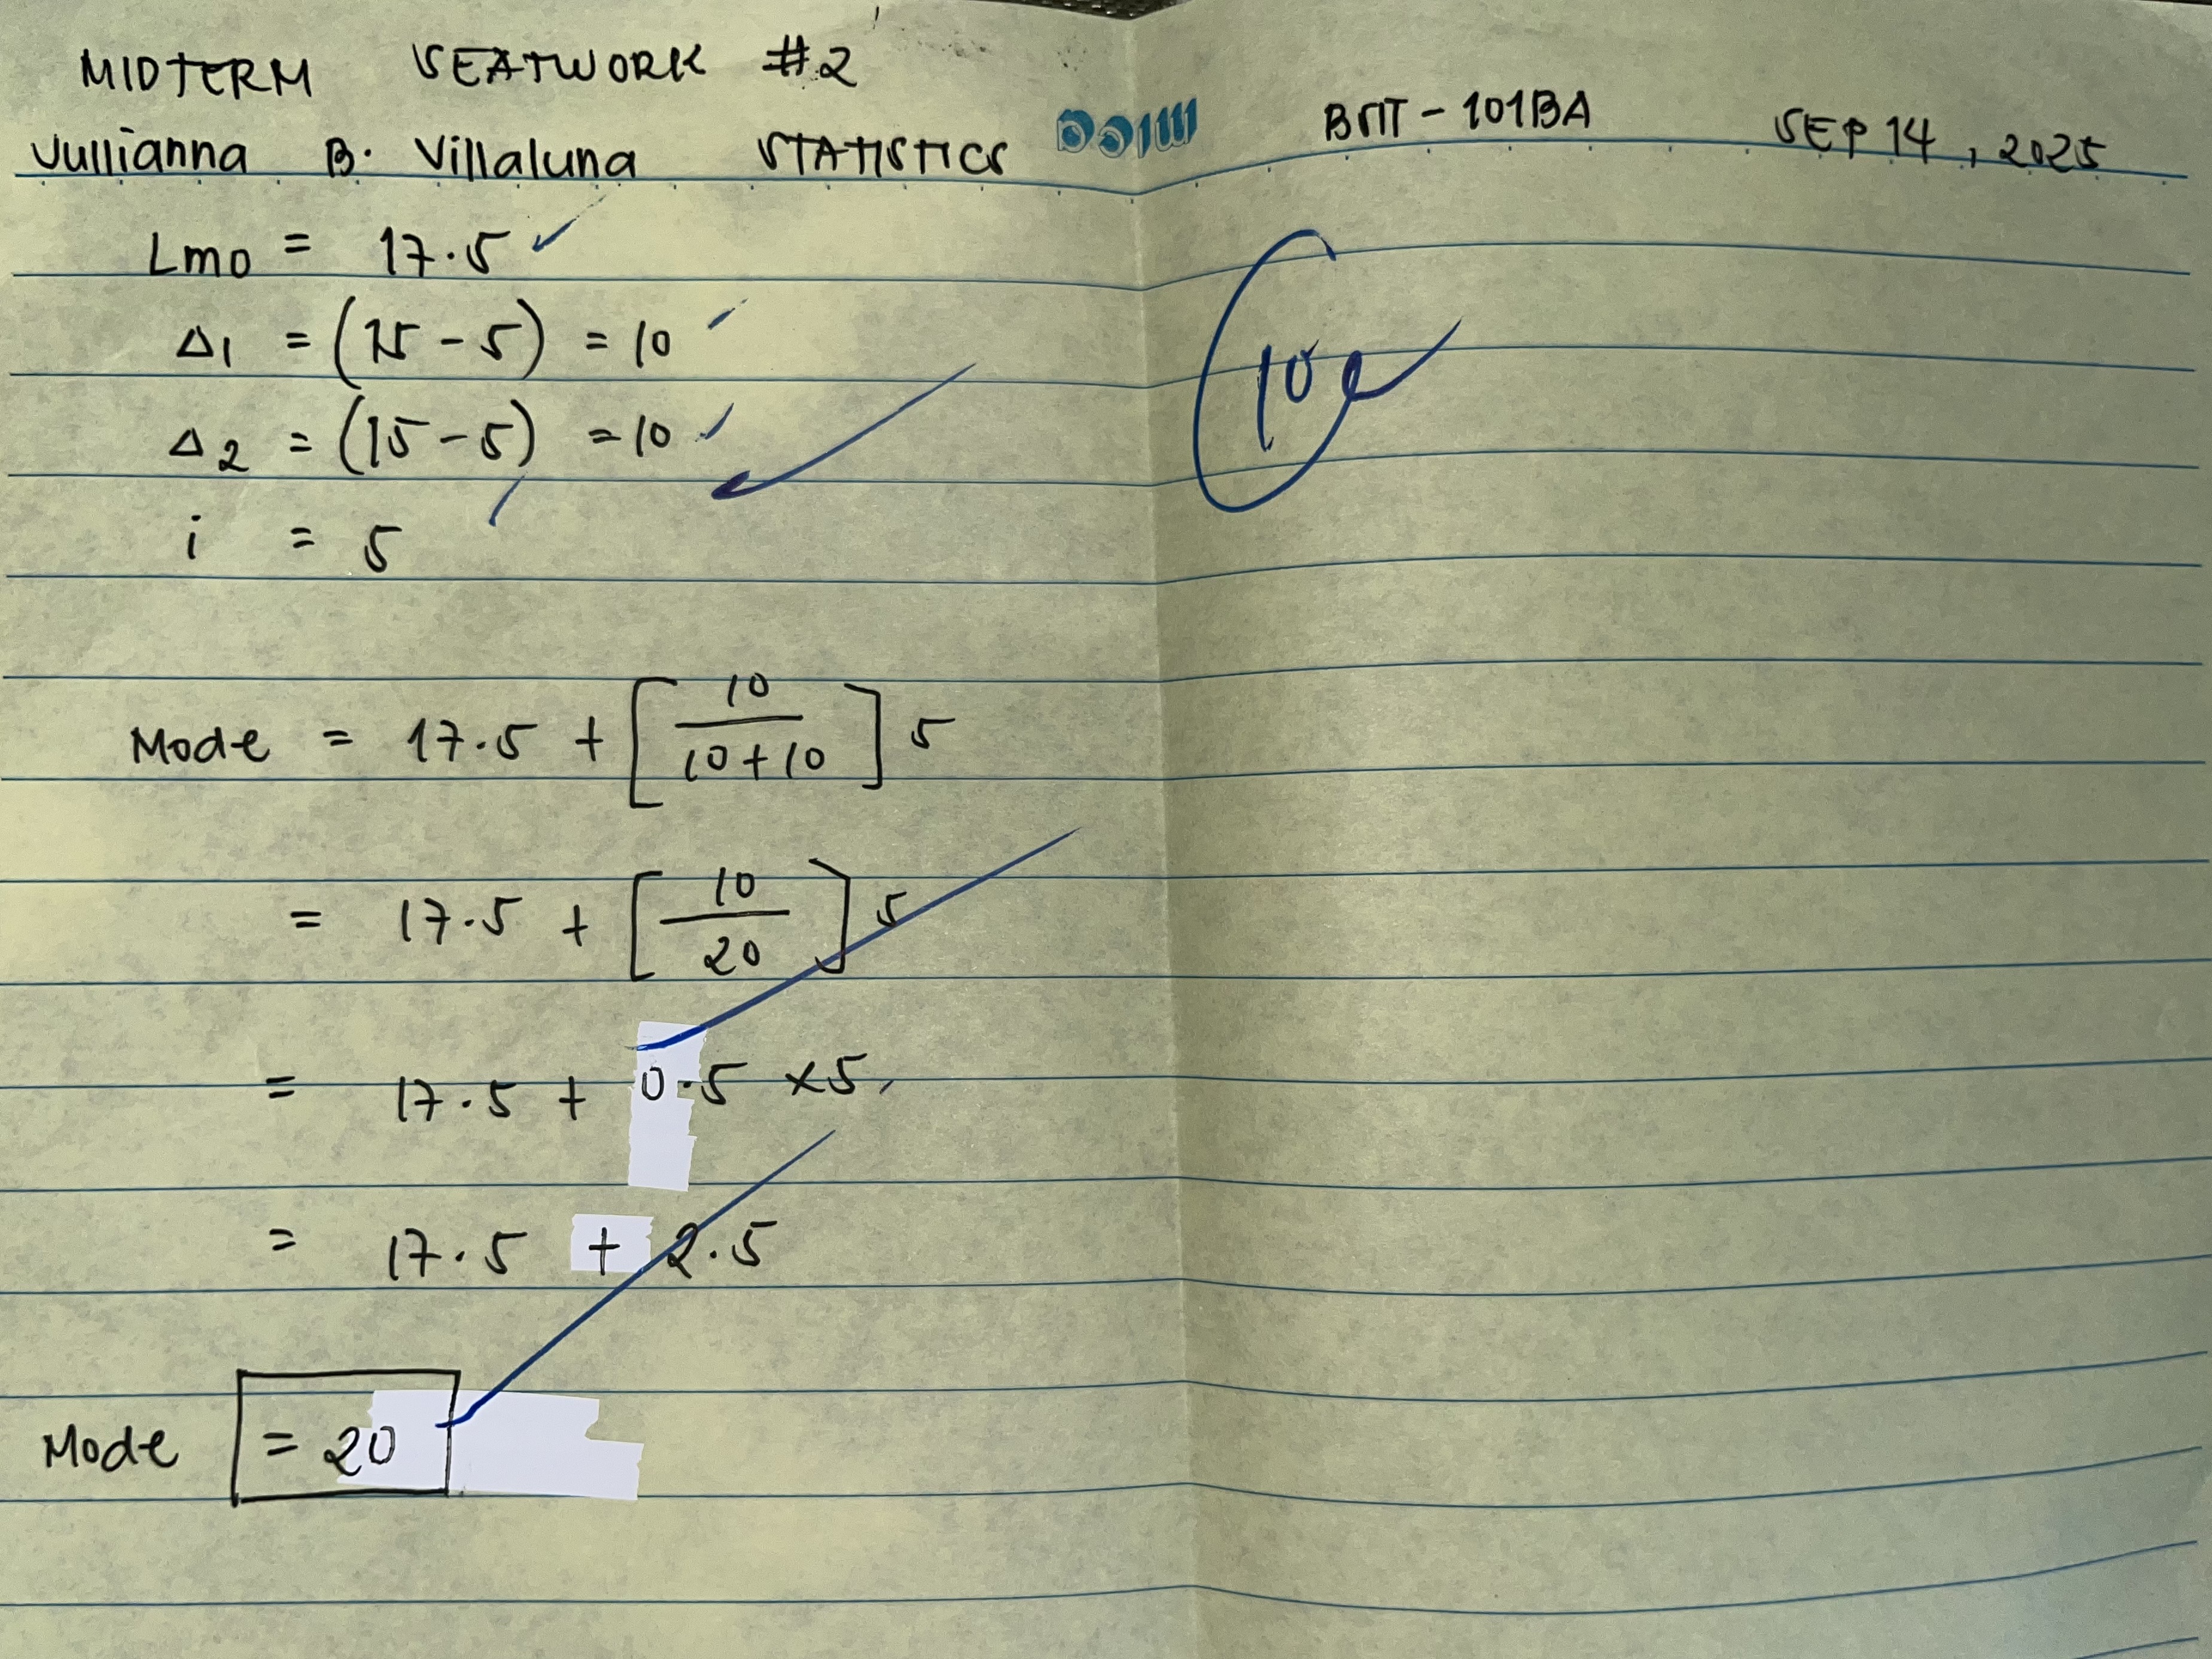 MIDTERM SEATWORK #2
Jullianna B. Villaluna STATISTICS BSIT - 101BA SEP 14, 2025
Lmo = 17.5
Δ1 = (15 - 5) = 10
Δ2 = (15 - 5) = 10
i = 5
10
Mode = 17.5 + [10/10+10] 5
= 17.5 + [10/20] 5
= 17.5 + 0.5 x5
= 17.5 + 2.5
Mode = 20